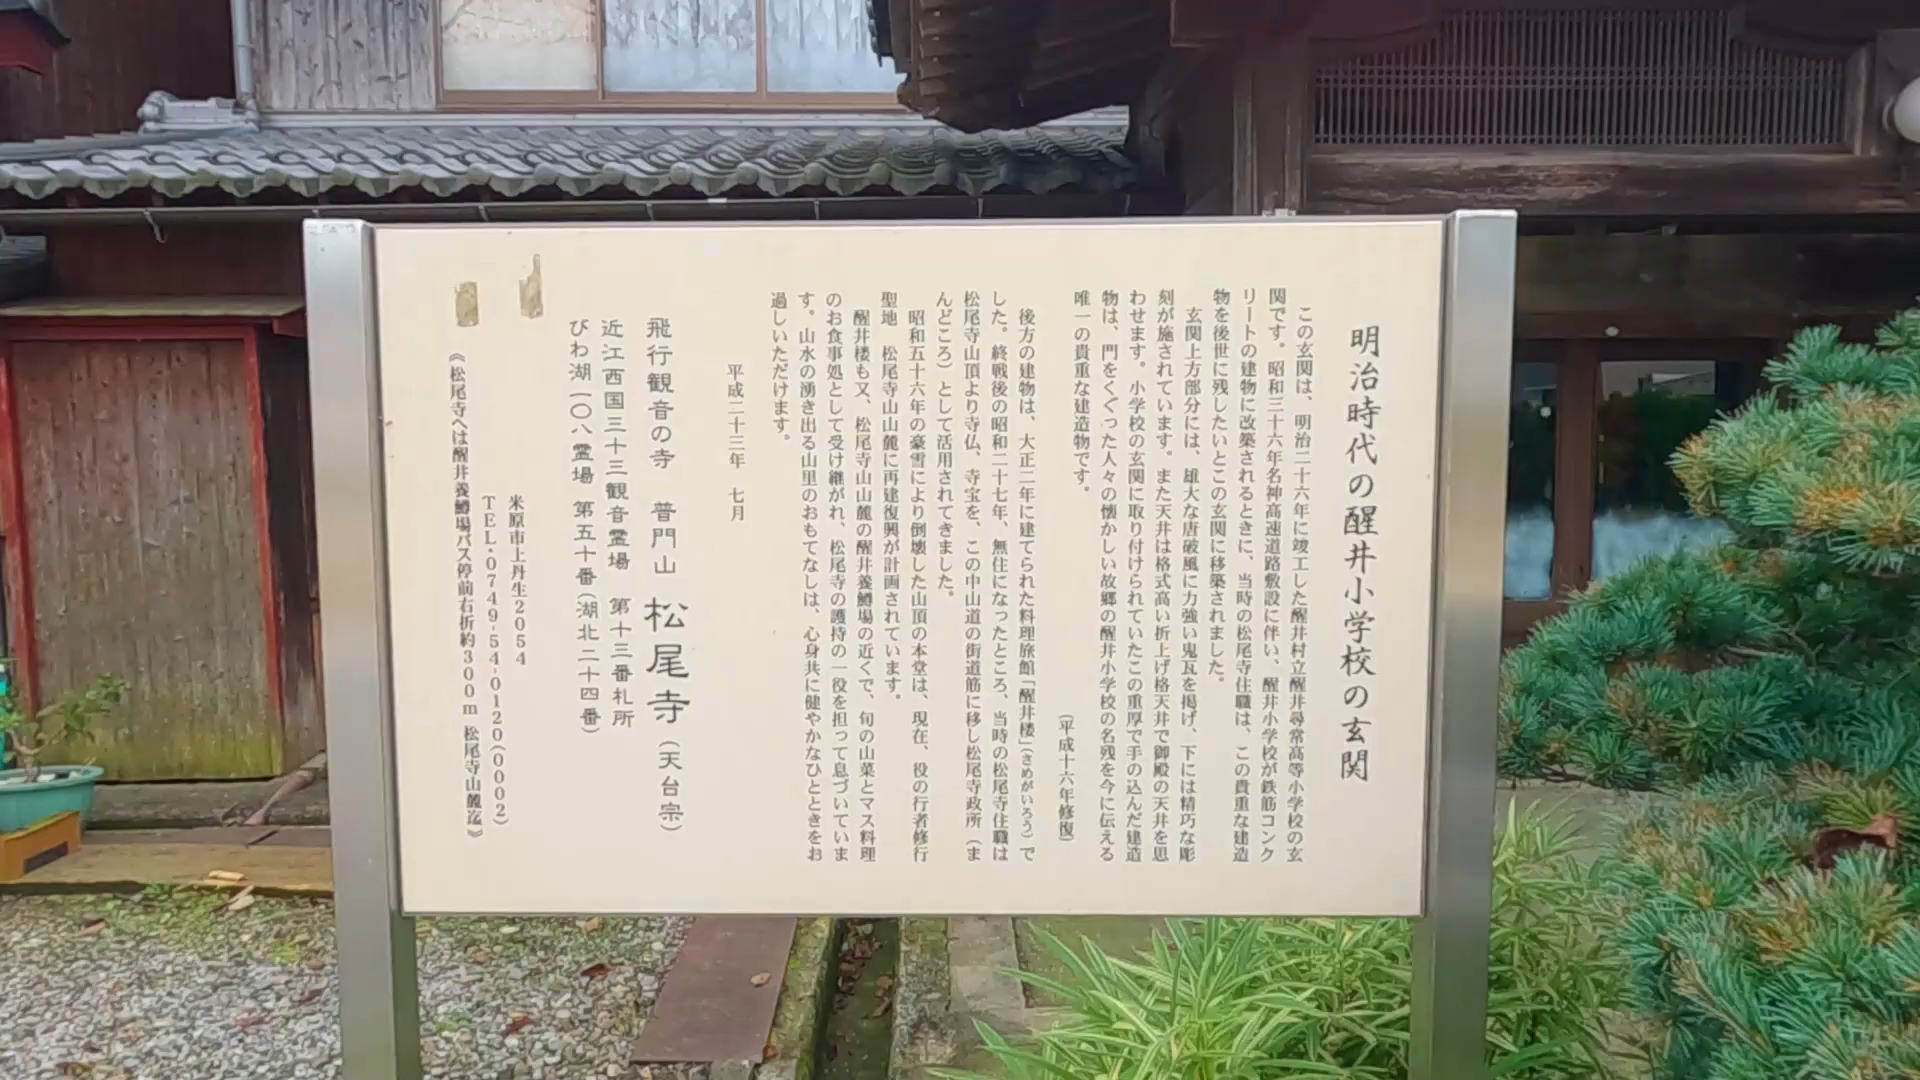 明治時代の醒井小学校の玄関
この玄関は、明治二十六年に竣工した醒井村立醒井尋常高等小学校の玄
関です。昭和三十六年名神高速道路敷設に伴い、醒井小学校が鉄筋コンク
リートの建物に改築されるときに、当時の松尾寺住職は、この貴重な建造
物を後世に残したいとこの玄関に移築されました。
玄関上方部分には、雄大な唐破風に力強い鬼瓦を掲げ、下には精巧な彫
刻が施されています。また天井は格式高い折上げ格天井で御殿の天井を思
わせます。小学校の玄関に取り付けられていたこの重厚で手の込んだ建造
物は、門をくぐった人々の懐かしい故郷の醒井小学校の名残を今に伝える
唯一の貴重な建造物です。
(平成十六年修復)
後方の建物は、大正二年に建てられた料理旅館「醒井楼」(さめがいろう)で
した。終戦後の昭和二十七年、無住になったところ、当時の松尾寺住職は
松尾寺山頂より寺仏、寺宝を、この中山道の街道筋に移し松尾寺政所(ま
んどころ)として活用されてきました。
昭和五十六年の豪雪により倒壊した山頂の本堂は、現在、役の行者修行
聖地 松尾寺山山麓に再建復興が計画されています。
醒井楼も又、松尾寺山山麓の醒井養鱒場の近くで、旬の山菜とマス料理
のお食事処として受け継がれ、松尾寺の護持の一役を担って息づいていま
す。山水の湧き出る山里のおもてなしは、心身共に健やかなひとときをお
過しいただけます。
平成二十三年 七月
飛行観音の寺 普門山 松尾寺(天台宗)
近江西国三十三観音霊場 第十三番札所
びわ湖一〇八霊場 第五十番(湖北二十四番)
米原市上丹生2054
TEL・0749-54-0120(0002)
《松尾寺へは醒井養鱒場バス停前右折約300m 松尾寺山麓迄》